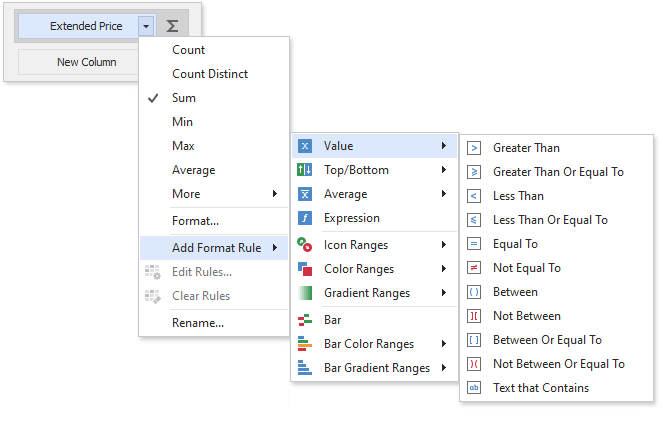 Extended Price
Σ
New Column
Count
Count Distinct
Sum
Min
Max
Average
More
Format...
Add Format Rule
Edit Rules...
Clear Rules
Rename...
Value
Top/Bottom
Average
Expression
Icon Ranges
Color Ranges
Gradient Ranges
Bar
Bar Color Ranges
Bar Gradient Ranges
Greater Than
Greater Than Or Equal To
Less Than
Less Than Or Equal To
Equal To
Not Equal To
Between
Not Between
Between Or Equal To
Not Between Or Equal To
ab Text that Contains